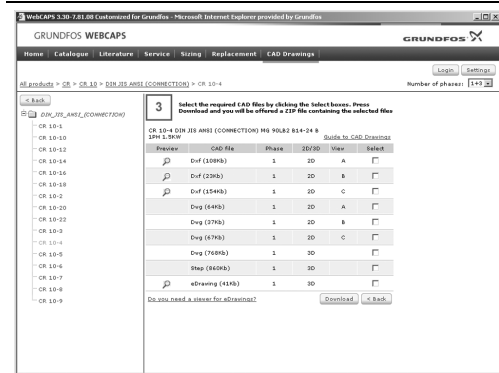 WebCAPS 3.30-7.81.08 Customized for Grundfos - Microsoft Internet Explorer provided by Grundfos
GRUNDFOS WEBCAPS
GRUNDFOS
Home Catalogue Literature Service Sizing Replacement CAD Drawings
Login Settings
All products > CR > CR 10 > DIN_JIS_ANSI_(CONNECTION) > CR 10-4
Number of phases: 1+3
< Back
DIN_JIS_ANSI_(CONNECTION)
CR 10-1
CR 10-10
CR 10-12
CR 10-14
CR 10-16
CR 10-18
CR 10-2
CR 10-20
CR 10-22
CR 10-3
CR 10-4
CR 10-5
CR 10-6
CR 10-7
CR 10-8
CR 10-9
3
Select the required CAD files by clicking the Select boxes. Press
Download and you will be offered a ZIP file containing the selected files
CR 10-4 DIN JIS ANSI (CONNECTION) MG 90LB2 B14-24 B
1PH 1.5KW
Guide to CAD Drawings
Preview CAD file Phase 2D/3D View Select
Dxf (108Kb) 1 2D A
Dxf (23Kb) 1 2D B
Dxf (154Kb) 1 2D C
Dwg (64Kb) 1 2D A
Dwg (37Kb) 1 2D B
Dwg (67Kb) 1 2D C
Dwg (768Kb) 1 3D
Step (860Kb) 1 3D
eDrawing (41Kb) 1 3D
Do you need a viewer for eDrawings?
Download < Back